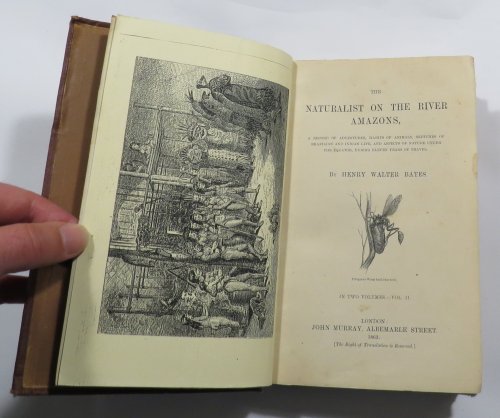 THE
NATURALIST ON THE RIVER
AMAZONS,
A RECORD OF ADVENTURES, HABITS OF ANIMALS, SKETCHES OF
BRAZILIAN AND INDIAN LIFE, AND ASPECTS OF NATURE UNDER
THE EQUATOR, DURING ELEVEN YEARS OF TRAVEL.
BY HENRY WALTER BATES.
IN TWO VOLUMES.—VOL. II.
LONDON:
JOHN MURRAY, ALBEMARLE STREET.
1863.
[The Right of Translation is Reserved.]